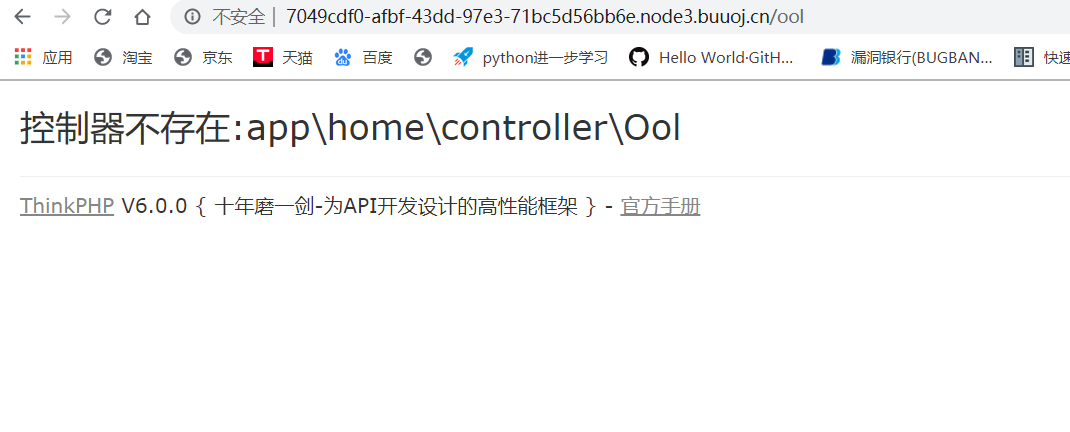 不安全 | 7049cdf0-afbf-43dd-97e3-71bc5d56bb6e.node3.buuoj.cn/ool
应用 淘宝 京东 T 天猫 百度 python进一步学习 Hello World·GitH... 漏洞银行(BUGBAN... 快速
控制器不存在:app\home\controller\Ool
ThinkPHP V6.0.0 { 十年磨一剑-为API开发设计的高性能框架 } - 官方手册